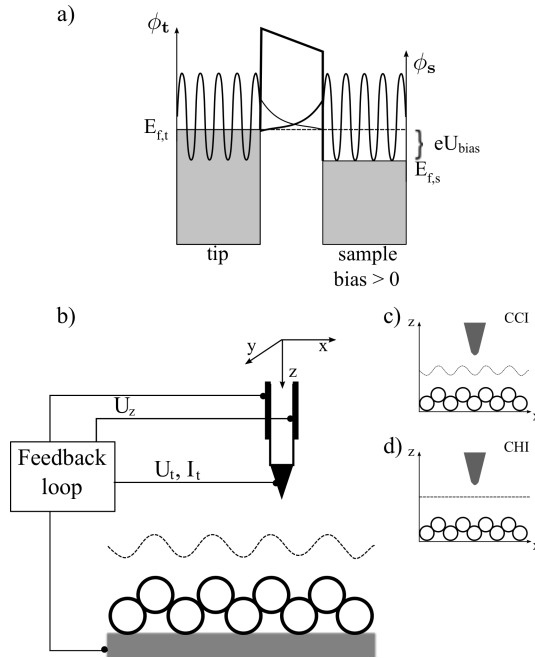 a)
ϕt
ϕs
Ef,t
eUbias
Ef,s
tip
sample
bias > 0
b)
y
x
z
Uz
Feedback
loop
Ut, It
c)
z
CCI
x
d)
z
CHI
x